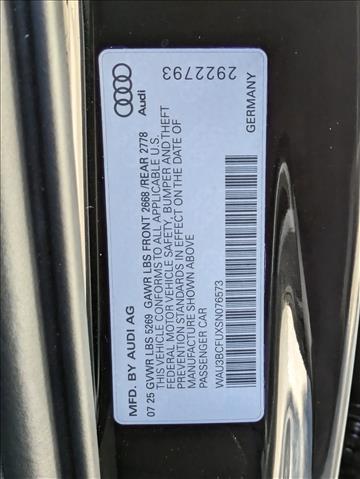 MFD. BY AUDI AG
07 25 GVWR LBS 5269 GAWR LBS FRONT 2668 /REAR 2778
THIS VEHICLE CONFORMS TO ALL APPLICABLE U.S.
FEDERAL MOTOR VEHICLE SAFETY, BUMPER AND THEFT
PREVENTION STANDARDS IN EFFECT ON THE DATE OF
MANUFACTURE SHOWN ABOVE
PASSENGER CAR
WAU3BCFUXSN076573
GERMANY
Audi
2922793